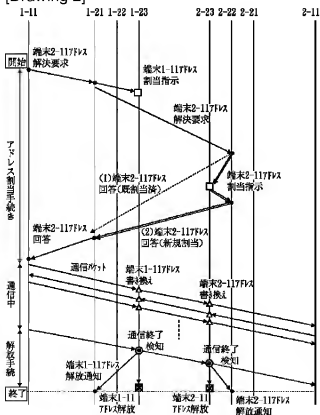 [Drawing 2]
1-11 1-21 1-22 1-23 2-23 2-22 2-21 2-11
開始
端末2-11アドレス
解決要求
端末1-11アドレス
割当指示
端末2-11アドレス
解決要求
アドレス割当手続き
(1)端末2-11アドレス
回答(既割当済)
端末2-11アドレス
割当指示
端末2-11アドレス
回答
(2)端末2-11アドレス
回答(新規割当)
通信中
通信パケット
端末1-11アドレス
書き換え
端末2-11アドレス
書き換え
解放手続
通信終了
検知
通信終了
検知
端末1-11アドレス
解放通知
終了
端末1-11
アドレス解放
端末2-11
アドレス解放
端末2-11アドレス
解放通知